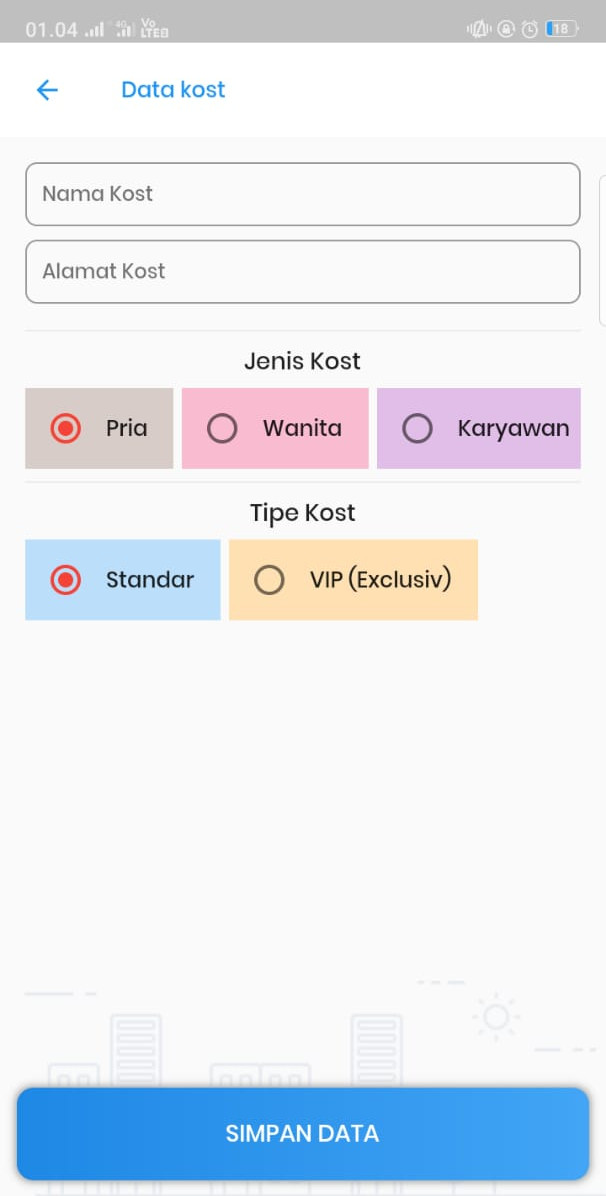 01.04 4G Vo LTE 18
Data kost
Nama Kost
Alamat Kost
Jenis Kost
Pria Wanita Karyawan
Tipe Kost
Standar VIP (Exclusiv)
SIMPAN DATA